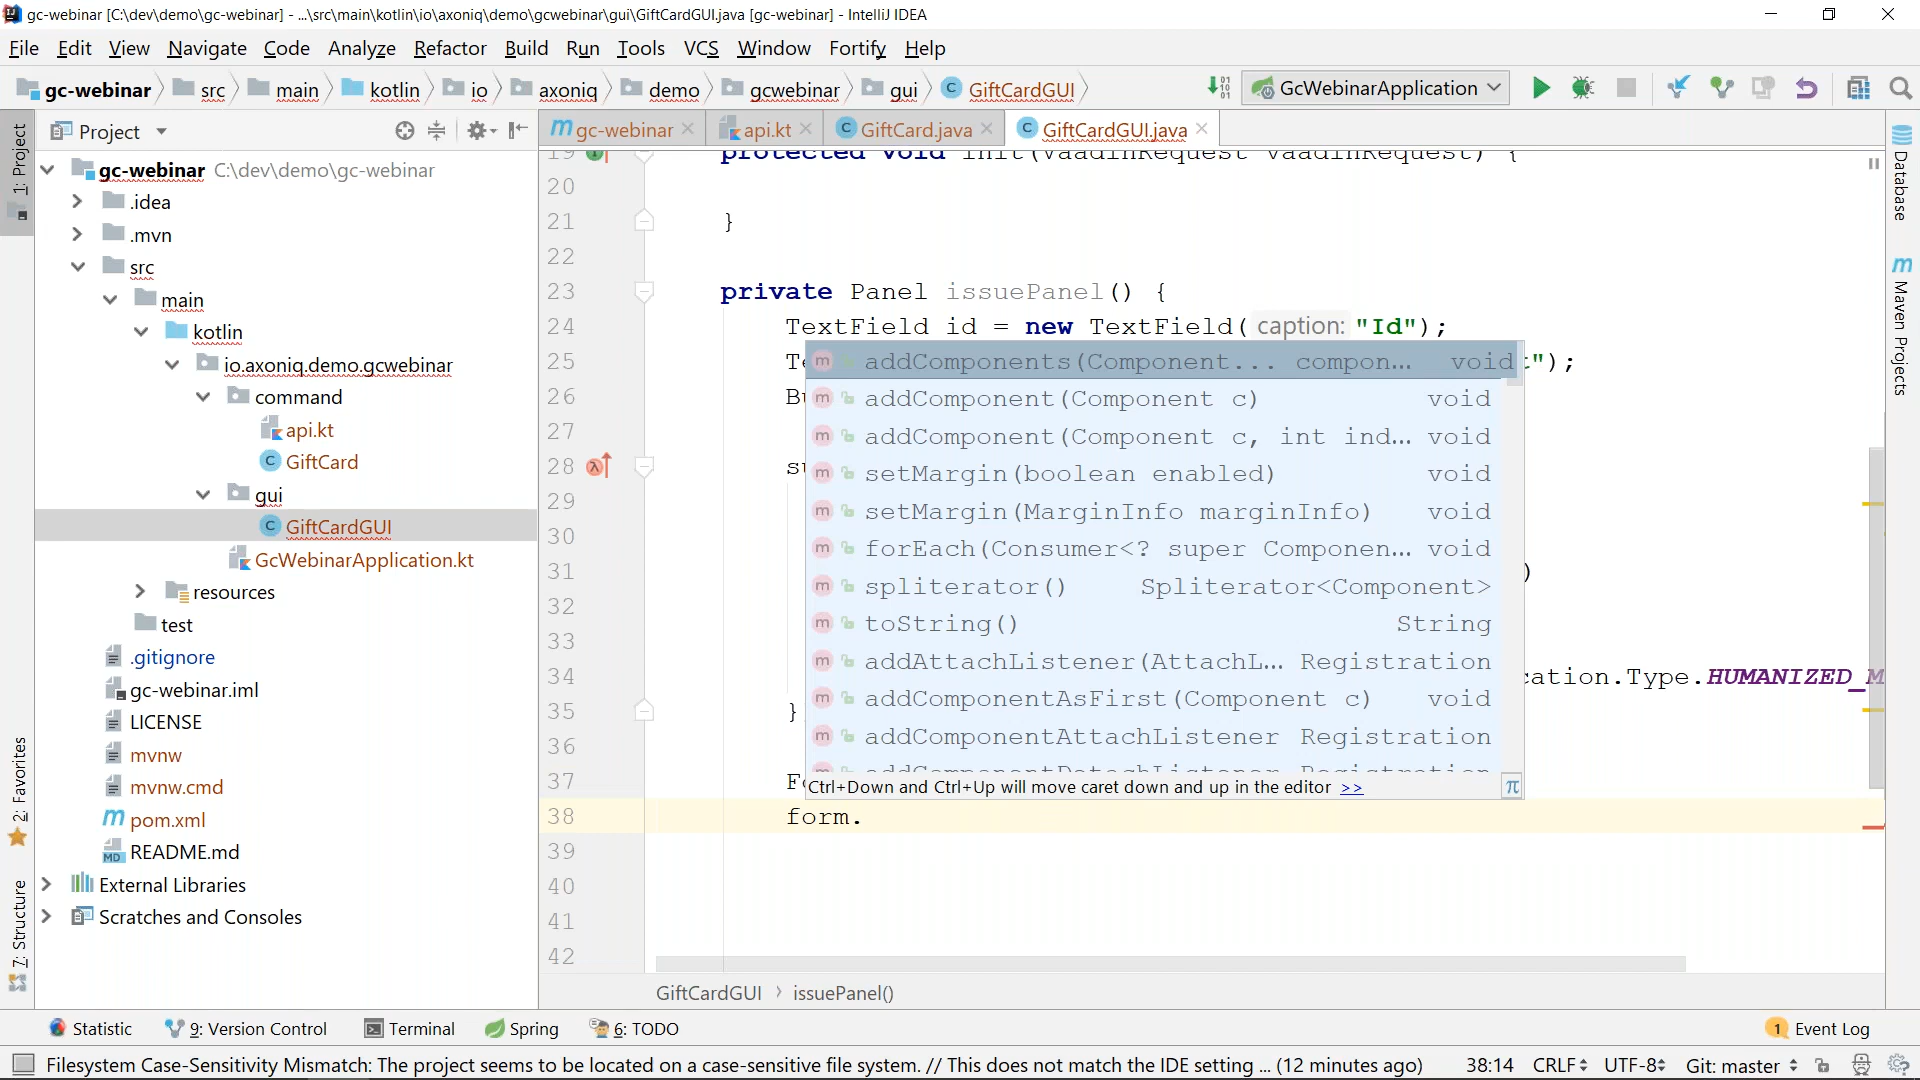 gc-webinar [C:\dev\demo\gc-webinar] - ...\src\main\kotlin\io\axoniq\demo\gcwebinar\gui\GiftCardGUI.java [gc-webinar] - IntelliJ IDEA
File Edit View Navigate Code Analyze Refactor Build Run Tools VCS Window Fortify Help
gc-webinar src main kotlin io axoniq demo gcwebinar gui GiftCardGUI GcWebinarApplication
Project gc-webinar api.kt GiftCard.java GiftCardGUI.java
1: Project
gc-webinar C:\dev\demo\gc-webinar
.idea
.mvn
src
main
kotlin
io.axoniq.demo.gcwebinar
command
api.kt
GiftCard
gui
GiftCardGUI
GcWebinarApplication.kt
resources
test
.gitignore
gc-webinar.iml
LICENSE
mvnw
mvnw.cmd
pom.xml
README.md
External Libraries
Scratches and Consoles
2: Favorites
7: Structure
19 protected void init(VaadinRequest vaadinRequest) {
20
21 }
22
23 private Panel issuePanel() {
24 TextField id = new TextField( caption: "Id");
25 Te t");
26 Bu
27
28 su
29
30
31 )
32
33
34 cation.Type.HUMANIZED_M
35 }
36
37 Fo
38 form.
39
40
41
42
addComponents(Component... compon... void
addComponent(Component c) void
addComponent(Component c, int ind... void
setMargin(boolean enabled) void
setMargin(MarginInfo marginInfo) void
forEach(Consumer<? super Componen... void
spliterator() Spliterator<Component>
toString() String
addAttachListener(AttachL... Registration
addComponentAsFirst(Component c) void
addComponentAttachListener Registration
addComponentDetachListener Registration
Ctrl+Down and Ctrl+Up will move caret down and up in the editor >> π
Database
Maven Projects
GiftCardGUI › issuePanel()
Statistic 9: Version Control Terminal Spring 6: TODO 1 Event Log
Filesystem Case-Sensitivity Mismatch: The project seems to be located on a case-sensitive file system. // This does not match the IDE setting ... (12 minutes ago) 38:14 CRLF UTF-8 Git: master